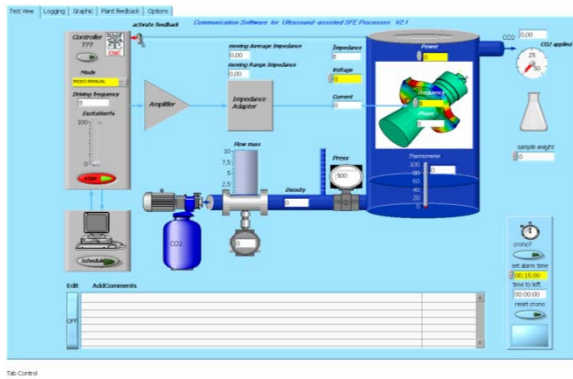 Test View Logging Graphic Plant feedback Options
activate feedback
Communication Software for Ultrasound-assisted SFE Processes V2.1
Controller
???
CSIC
Mode
MODO MANUAL
Driving frequency
0
Excitation%
100
STOP
Scheduler
Amplifier
moving Average Impedance
0,00
moving Range Impedance
0,00
Impedance
Adapter
Impedance
0
Voltage
0
Current
0
Power
0
Frequency
0
Phase
0
CO2
0,00
CO2 applied
25
50
sample weight
0
Flow mass
10
7,5
5
2,5
0
Density
0
Press
500
Thermometer
100
80
60
40
20
0
0
CO2
crono?
set alarm time
00:15:00
time to left
00:00:00
reset crono
Edit AddComments
OFF
Tab Control